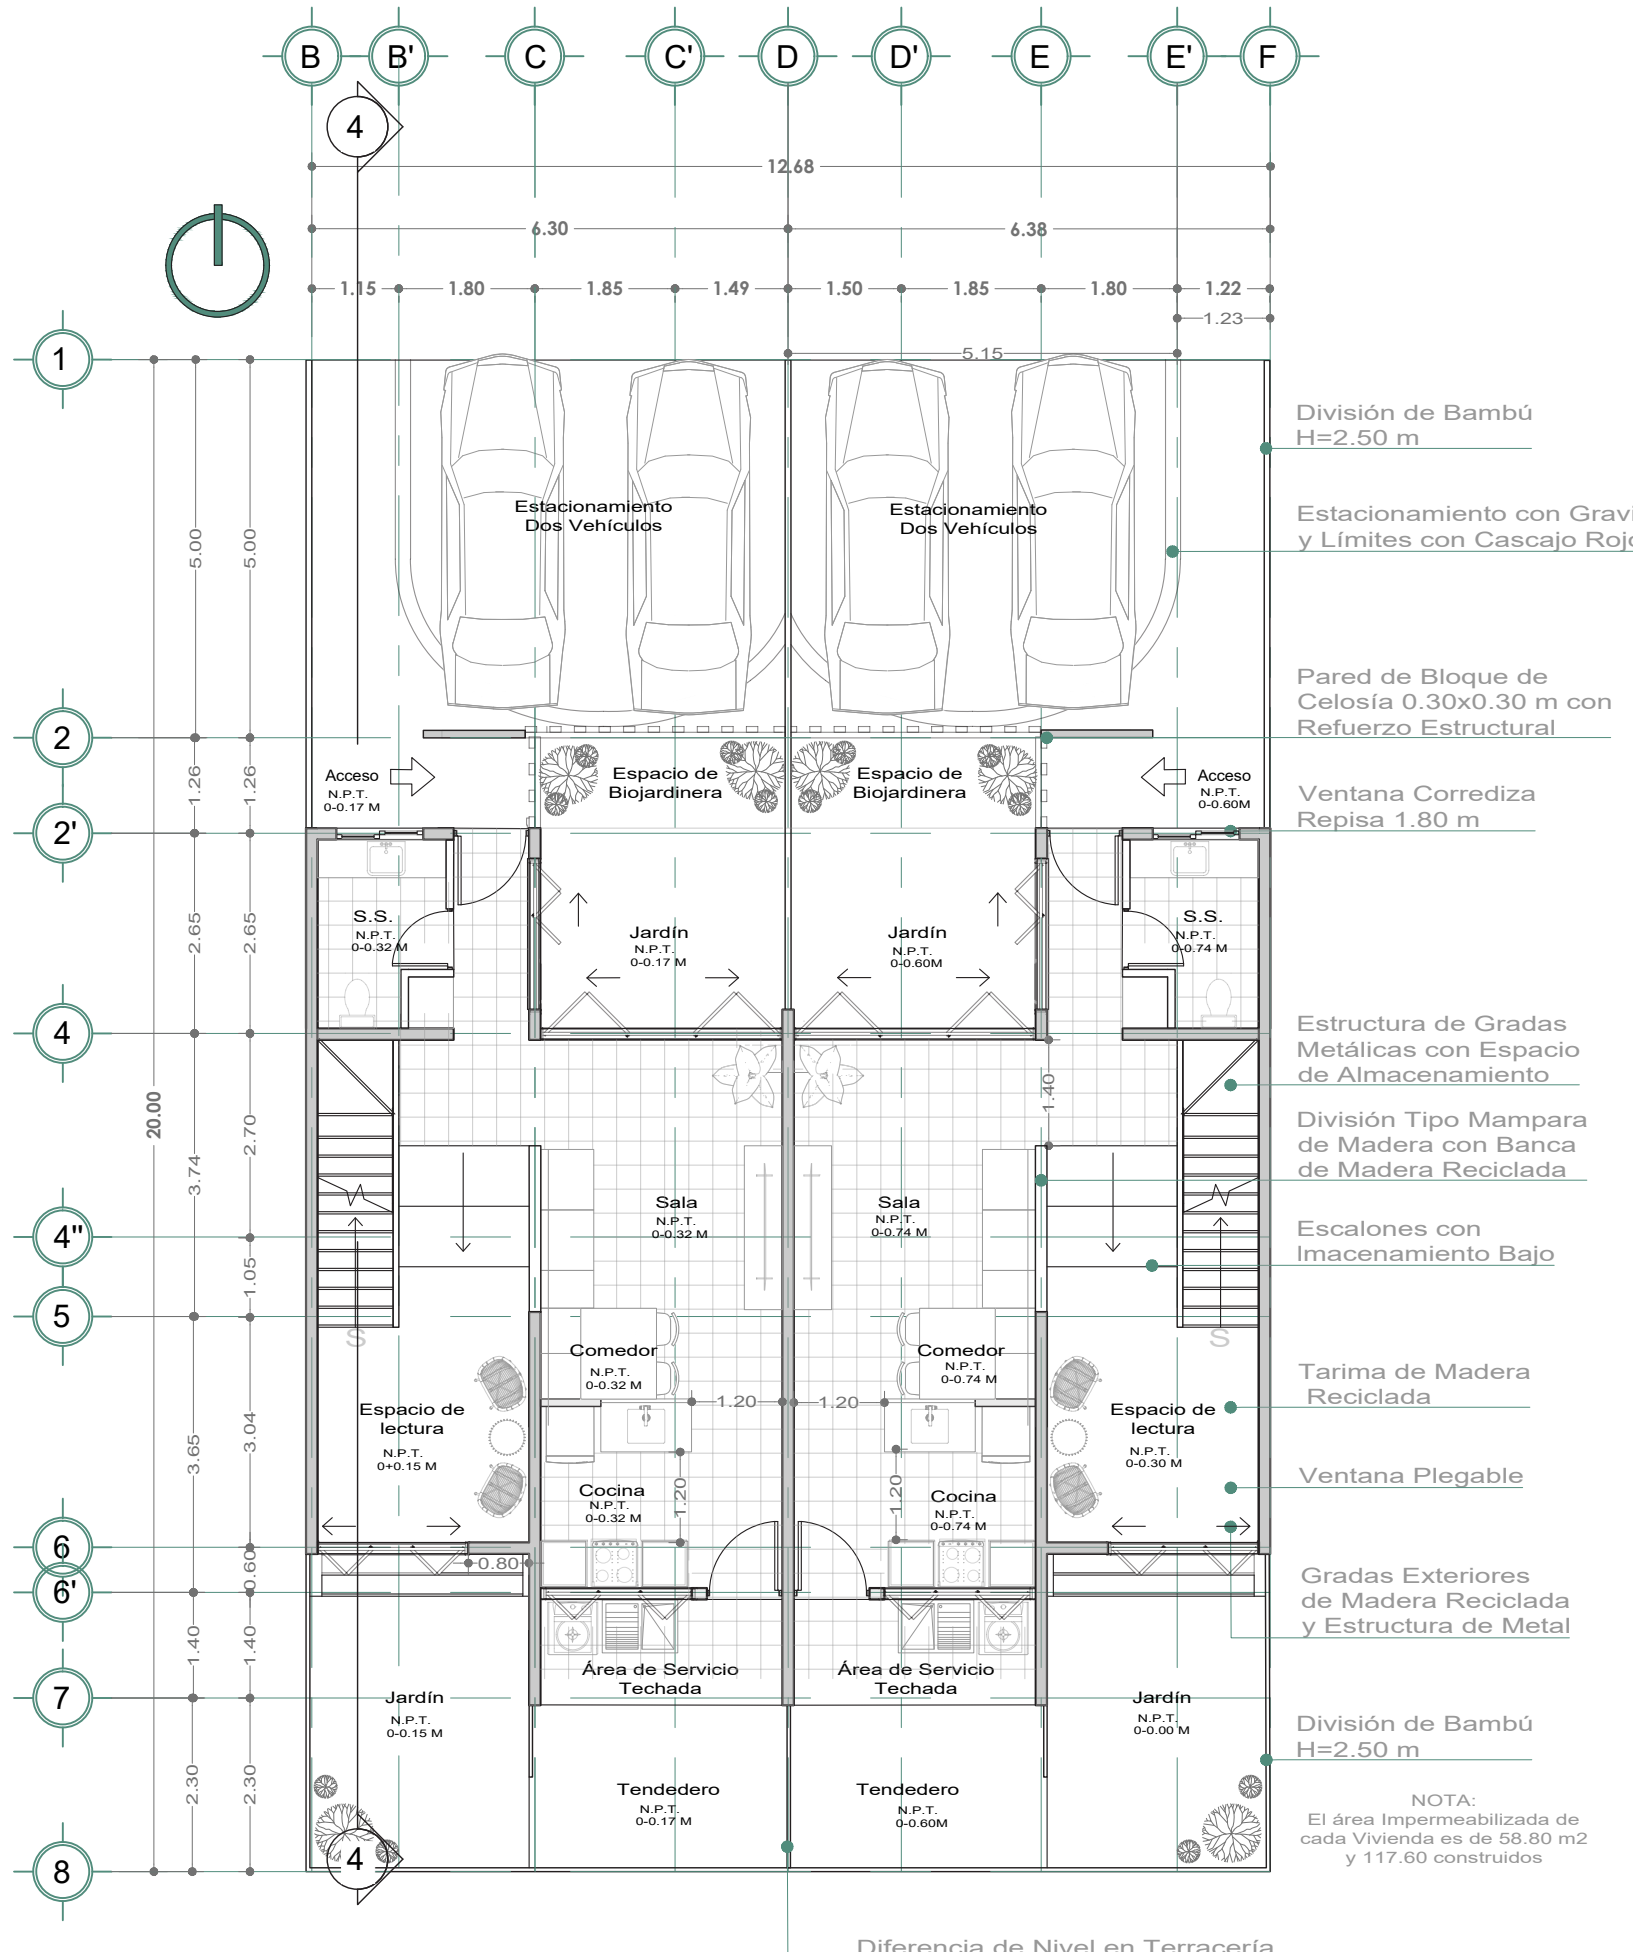 B B' C C' D D' E E' F
4
12.68
6.30 6.38
1.15 1.80 1.85 1.49 1.50 1.85 1.80 1.22
1.23
5.15
1
2
2'
4
4"
5
6
6'
7
8
20.00
5.00
1.26
2.65
3.74
3.65
1.40
2.30
5.00
1.26
2.65
2.70
1.05
3.04
0.60
1.40
2.30
Estacionamiento
Dos Vehículos
Estacionamiento
Dos Vehículos
Acceso
N.P.T.
0-0.17 M
Espacio de
Biojardinera
Espacio de
Biojardinera
Acceso
N.P.T.
0-0.60M
S.S.
N.P.T.
0-0.32 M
Jardín
N.P.T.
0-0.17 M
Jardín
N.P.T.
0-0.60M
S.S.
N.P.T.
0-0.74 M
1.40
Sala
N.P.T.
0-0.32 M
Sala
N.P.T.
0-0.74 M
S
S
Comedor
N.P.T.
0-0.32 M
Comedor
N.P.T.
0-0.74 M
1.20
1.20
Espacio de
lectura
N.P.T.
0+0.15 M
Espacio de
lectura
N.P.T.
0-0.30 M
1.20
1.20
Cocina
N.P.T.
0-0.32 M
Cocina
N.P.T.
0-0.74 M
0.80
Área de Servicio
Techada
Área de Servicio
Techada
Jardín
N.P.T.
0-0.15 M
Jardín
N.P.T.
0-0.00 M
Tendedero
N.P.T.
0-0.17 M
Tendedero
N.P.T.
0-0.60M
4
División de Bambú
H=2.50 m
Estacionamiento con Gravi
y Límites con Cascajo Rojo
Pared de Bloque de
Celosía 0.30x0.30 m con
Refuerzo Estructural
Ventana Corrediza
Repisa 1.80 m
Estructura de Gradas
Metálicas con Espacio
de Almacenamiento
División Tipo Mampara
de Madera con Banca
de Madera Reciclada
Escalones con
lmacenamiento Bajo
Tarima de Madera
Reciclada
Ventana Plegable
Gradas Exteriores
de Madera Reciclada
y Estructura de Metal
División de Bambú
H=2.50 m
NOTA:
El área Impermeabilizada de
cada Vivienda es de 58.80 m2
y 117.60 construidos
Diferencia de Nivel en Terracería